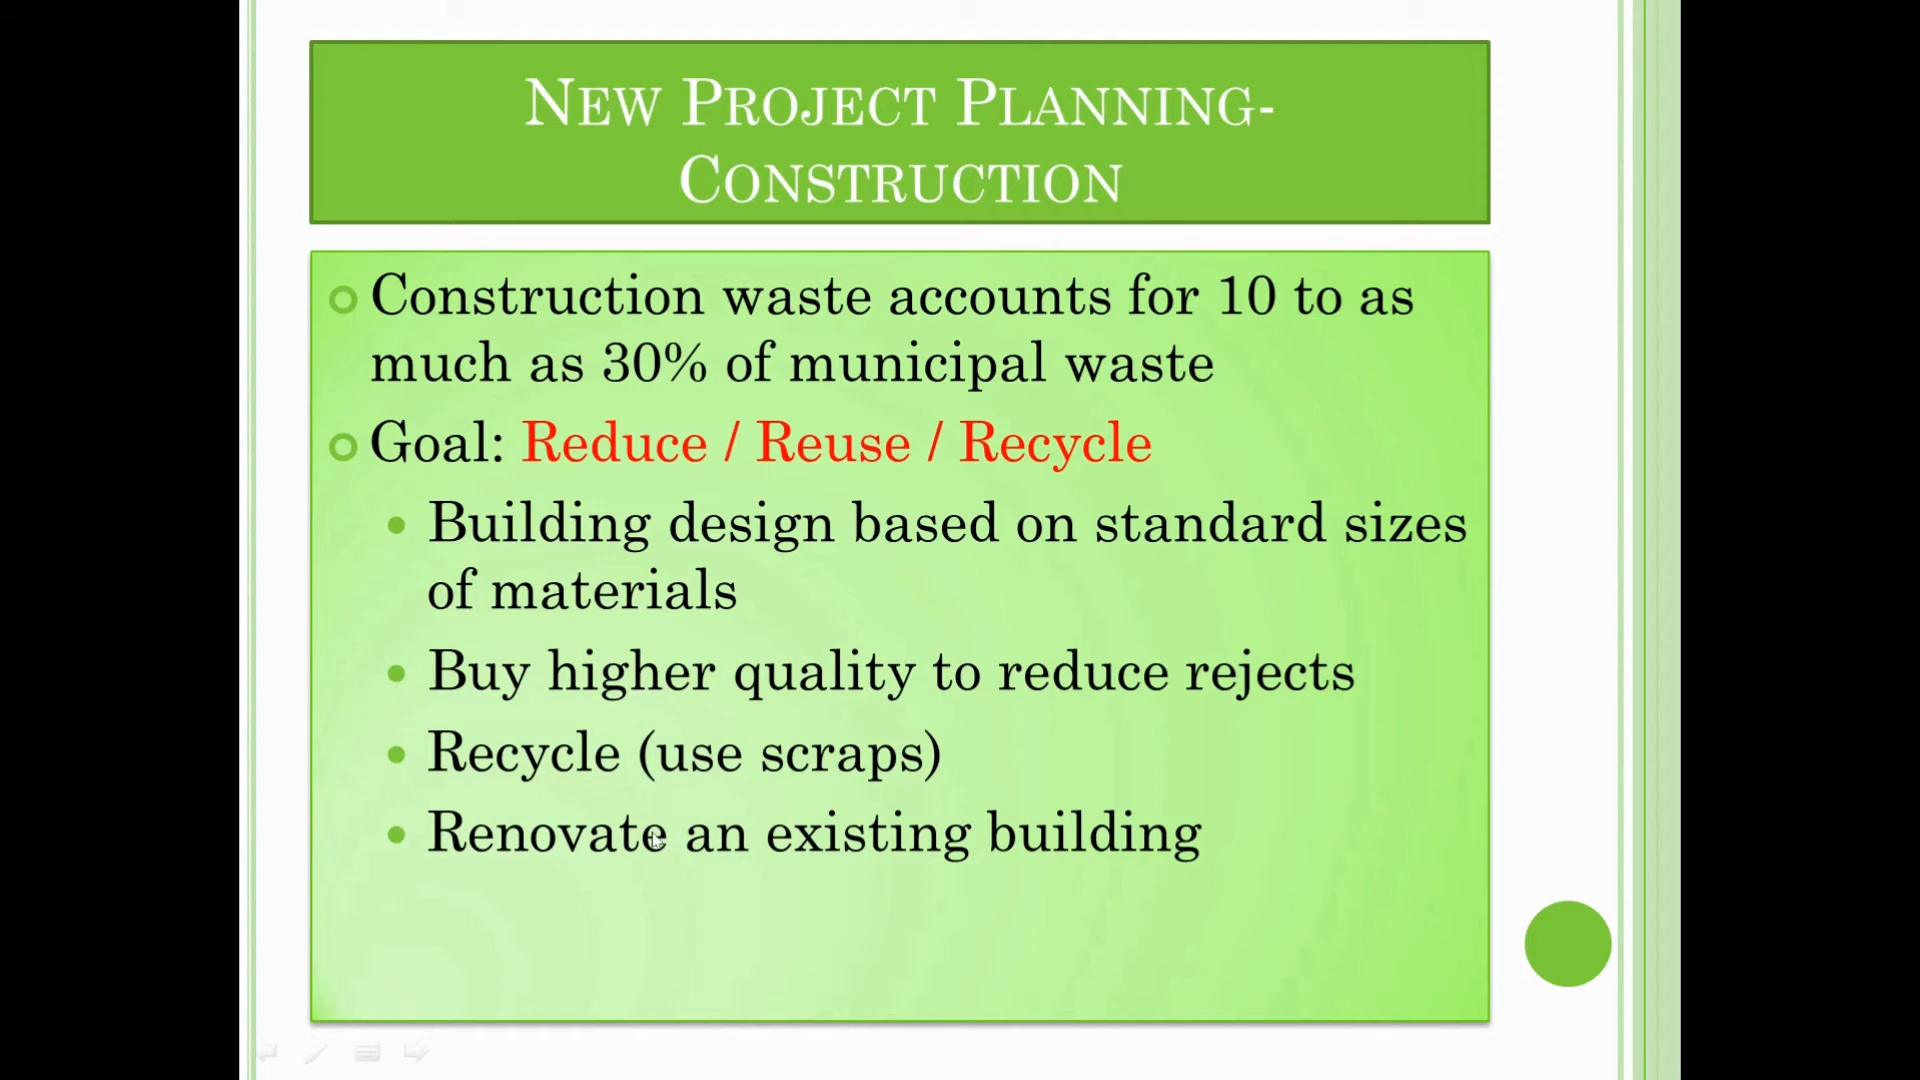 New Project Planning-
Construction
Construction waste accounts for 10 to as
much as 30% of municipal waste
Goal: Reduce / Reuse / Recycle
Building design based on standard sizes
of materials
Buy higher quality to reduce rejects
Recycle (use scraps)
Renovate an existing building